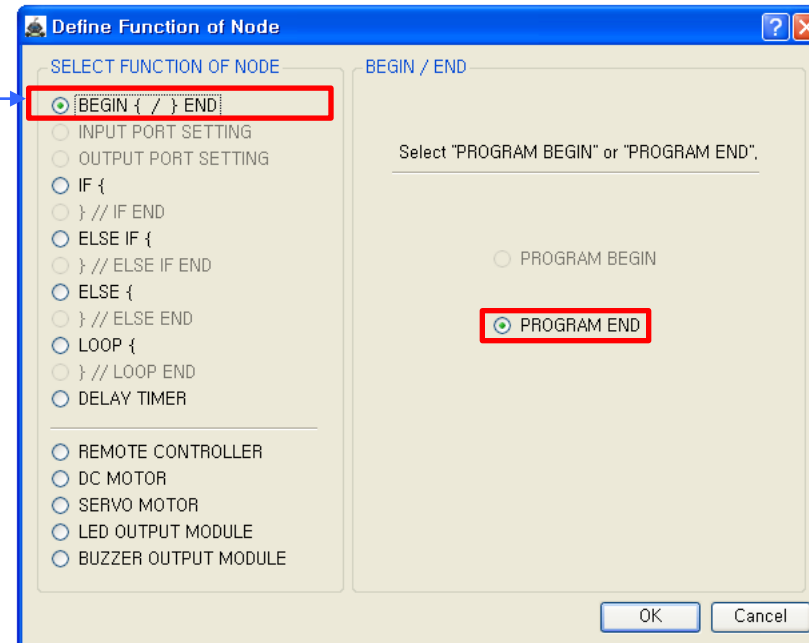 Define Function of Node
SELECT FUNCTION OF NODE
BEGIN { / } END
INPUT PORT SETTING
OUTPUT PORT SETTING
IF {
} // IF END
ELSE IF {
} // ELSE IF END
ELSE {
} // ELSE END
LOOP {
} // LOOP END
DELAY TIMER
REMOTE CONTROLLER
DC MOTOR
SERVO MOTOR
LED OUTPUT MODULE
BUZZER OUTPUT MODULE
BEGIN / END
Select "PROGRAM BEGIN" or "PROGRAM END",
PROGRAM BEGIN
PROGRAM END
OK
Cancel